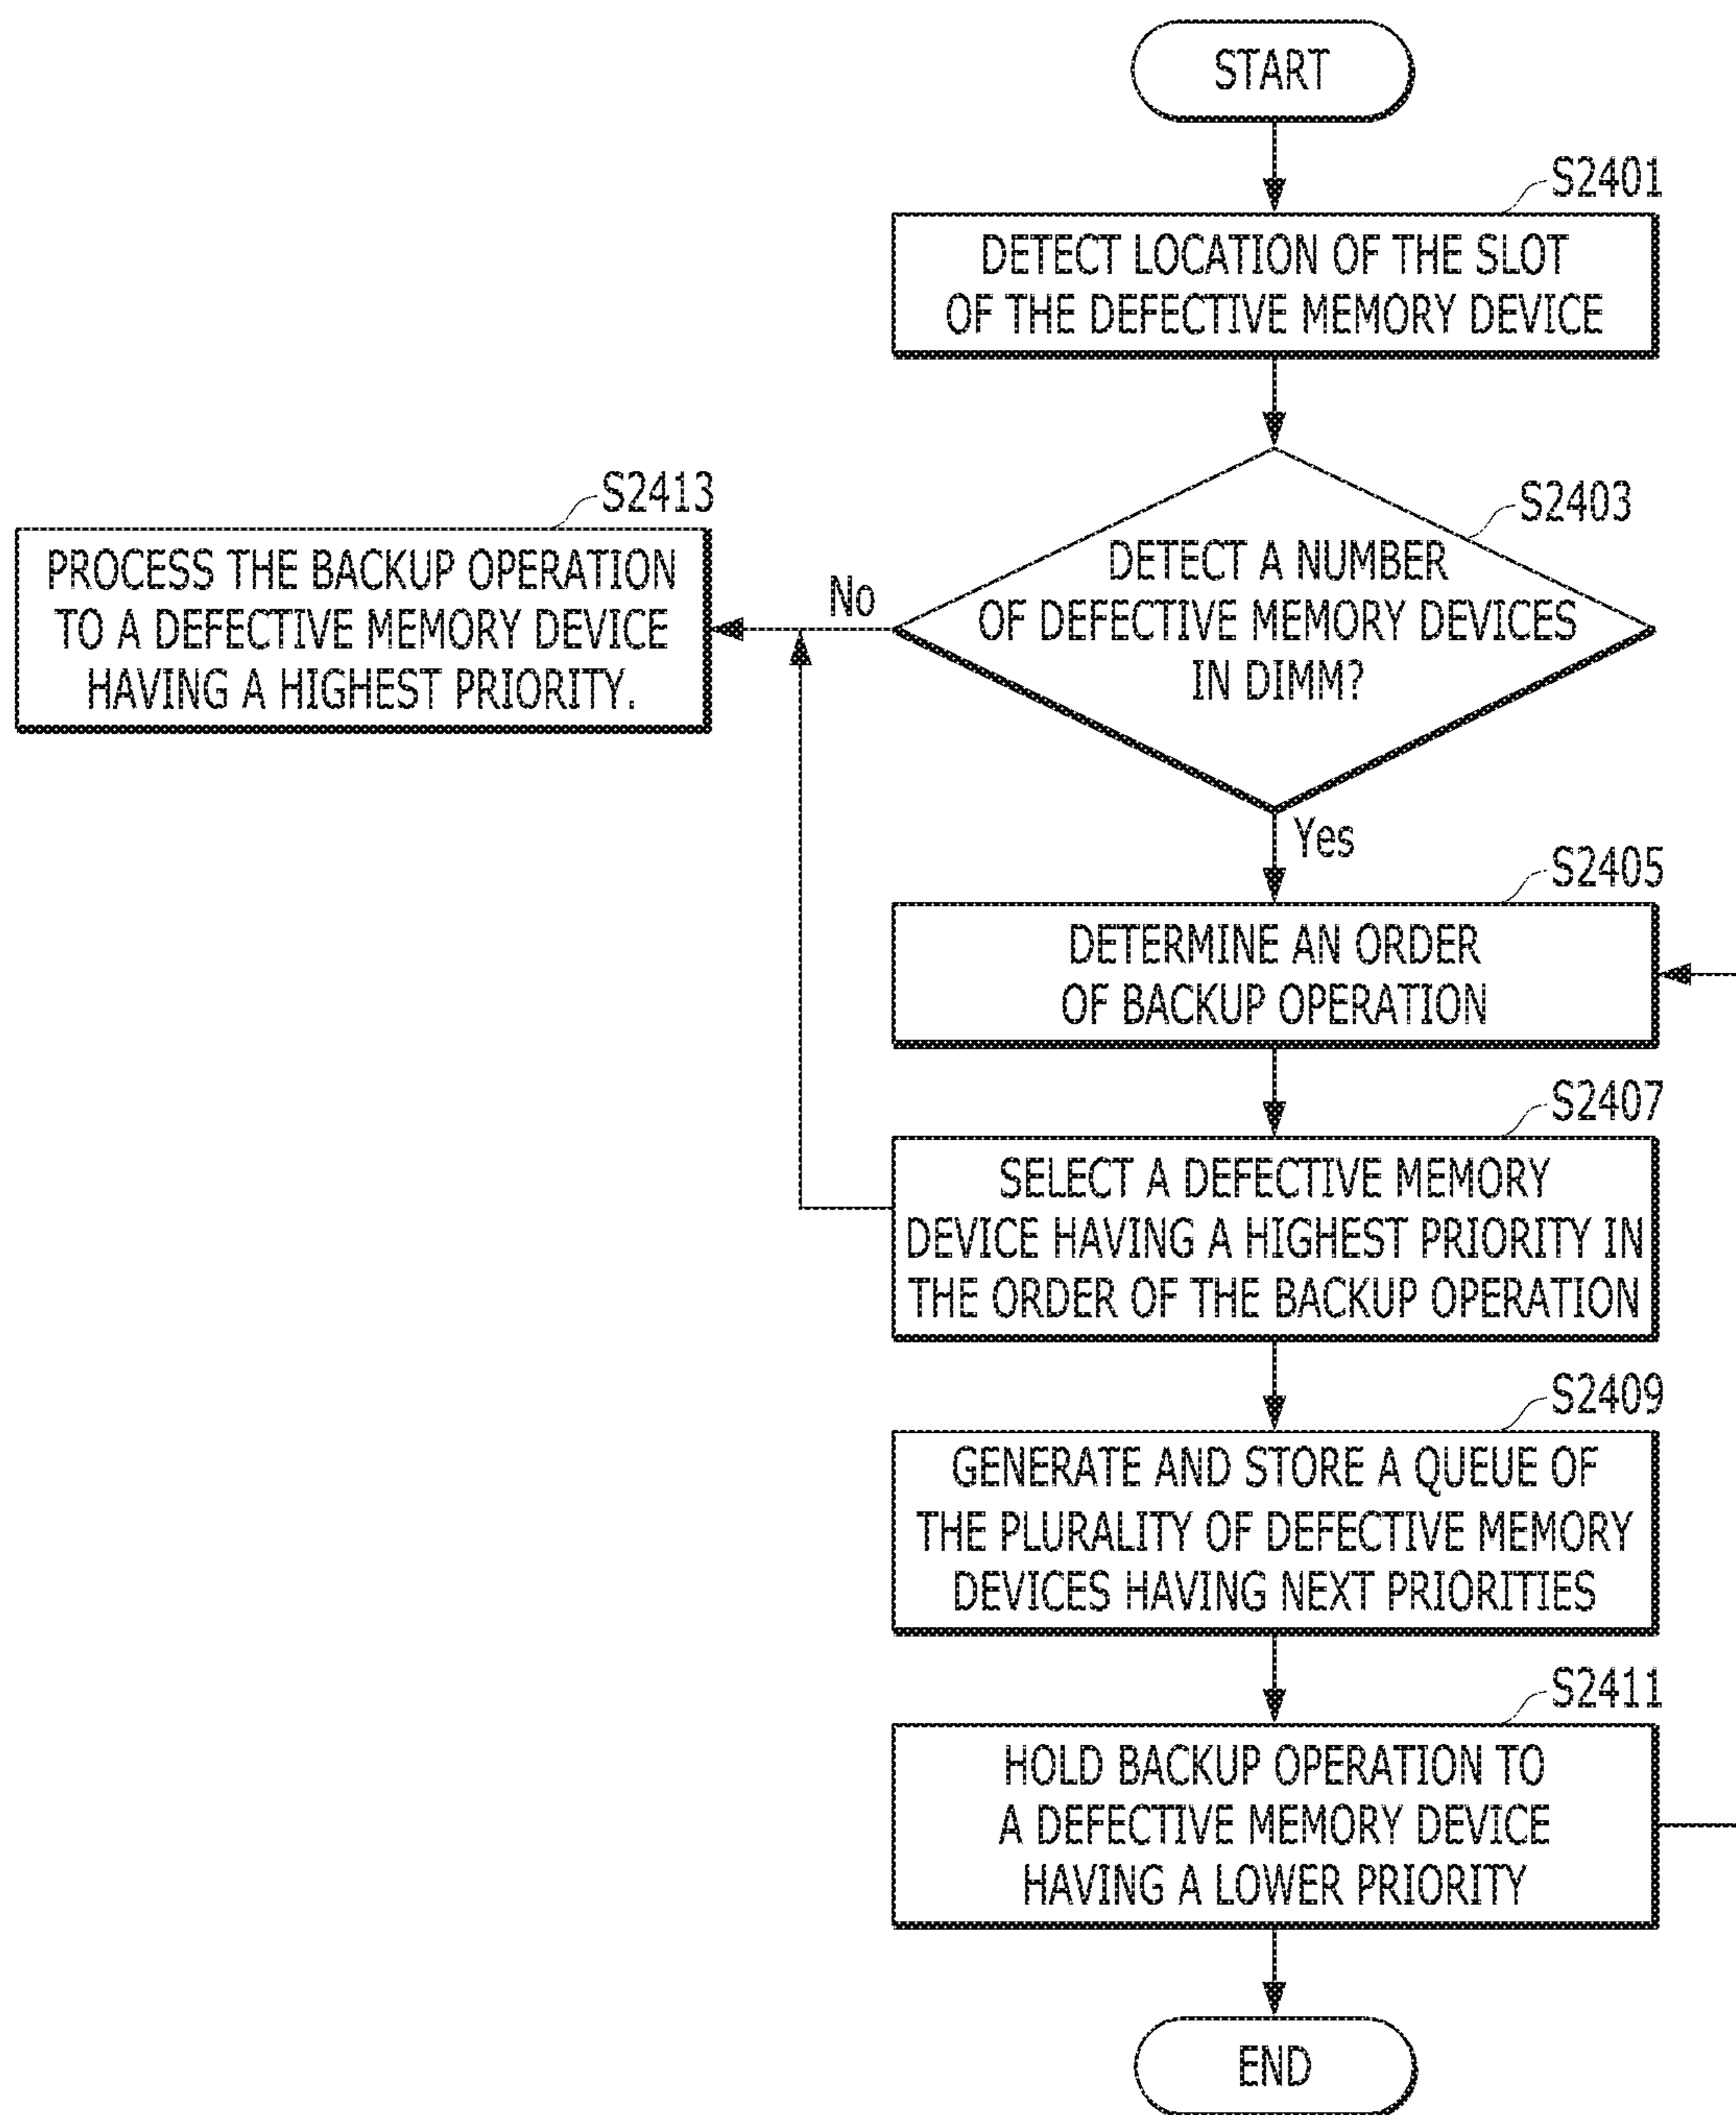 START
S2401
DETECT LOCATION OF THE SLOT
OF THE DEFECTIVE MEMORY DEVICE
S2403
DETECT A NUMBER
OF DEFECTIVE MEMORY DEVICES
IN DIMM?
No
S2413
PROCESS THE BACKUP OPERATION
TO A DEFECTIVE MEMORY DEVICE
HAVING A HIGHEST PRIORITY.
Yes
S2405
DETERMINE AN ORDER
OF BACKUP OPERATION
S2407
SELECT A DEFECTIVE MEMORY
DEVICE HAVING A HIGHEST PRIORITY IN
THE ORDER OF THE BACKUP OPERATION
S2409
GENERATE AND STORE A QUEUE OF
THE PLURALITY OF DEFECTIVE MEMORY
DEVICES HAVING NEXT PRIORITIES
S2411
HOLD BACKUP OPERATION TO
A DEFECTIVE MEMORY DEVICE
HAVING A LOWER PRIORITY
END